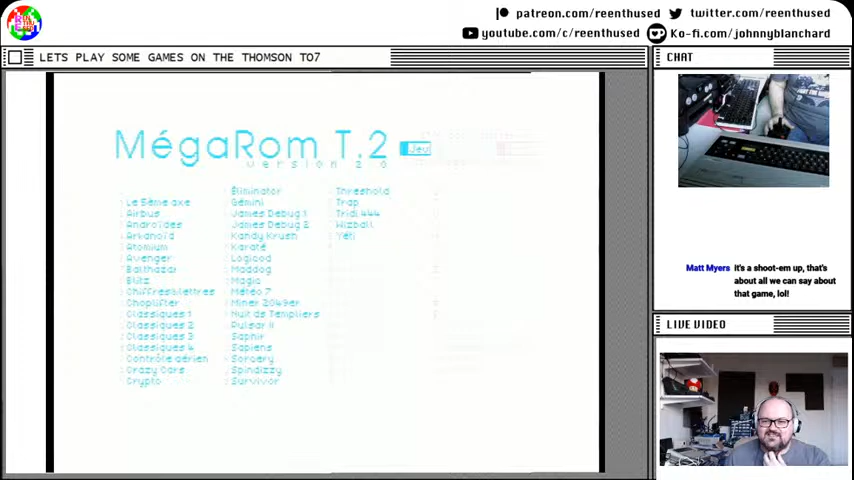 patreon.com/reenthused
twitter.com/reenthused
youtube.com/c/reenthused
Ko-fi.com/johnnyblanchard
LETS PLAY SOME GAMES ON THE THOMSON TO7
CHAT
MégaRom T.2
Jeu
version 2.0
Le 5ème axe
Airbus
Androïdes
Arkanoïd
Atomium
Avenger
Balthazar
Blitz
Chiffres&lettres
Choplifter
Classiques 1
Classiques 2
Classiques 3
Classiques 4
Contrôle aérien
Crazy Cars
Crypto
Eliminator
Gémini
James Debug 1
James Debug 2
Kandy Krush
Karaté
Logicod
Maddog
Magic
Météo 7
Miner 2049er
Nuit de Templiers
Pulsar II
Saphir
Sapiens
Sorcery
Spindizzy
Survivor
Threshold
Trap
Tridi 444
Wizball
Yéti
Matt Myers It's a shoot-em up, that's
about all we can say about
that game, lol!
LIVE VIDEO